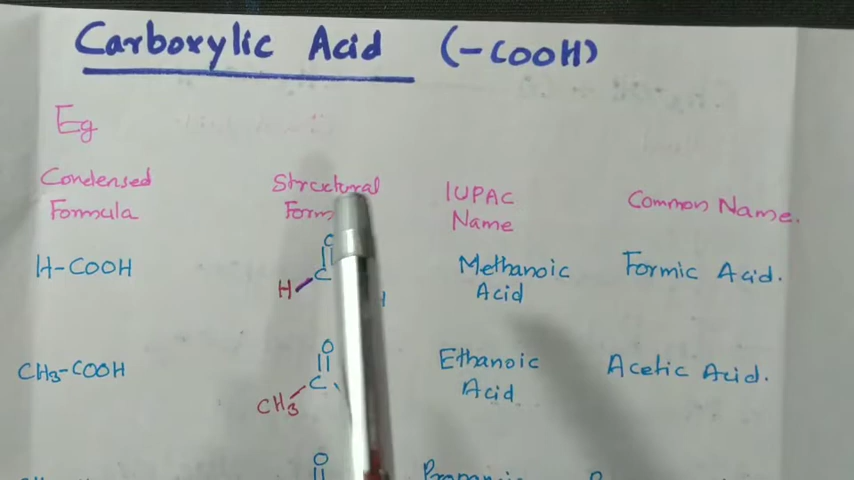 Carboxylic Acid (-COOH)
Eg
Condensed Formula
Structural
IUPAC Name
Common Name.
H-COOH
O
C
H
H
Methanoic Acid
Formic Acid.
CH3-COOH
O
C
CH3
Ethanoic Acid
Acetic Acid.
O